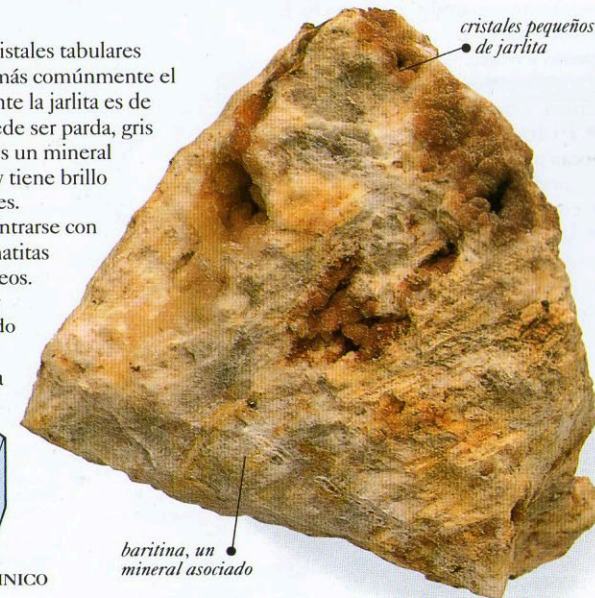 cristales pequeños
de jarlita
ristales tabulares
más comúnmente el
nte la jarlita es de
ede ser parda, gris
s un mineral
y tiene brillo
es.
ntrarse con
natitas
eos.
do
a
baritina, un
mineral asociado
INICO